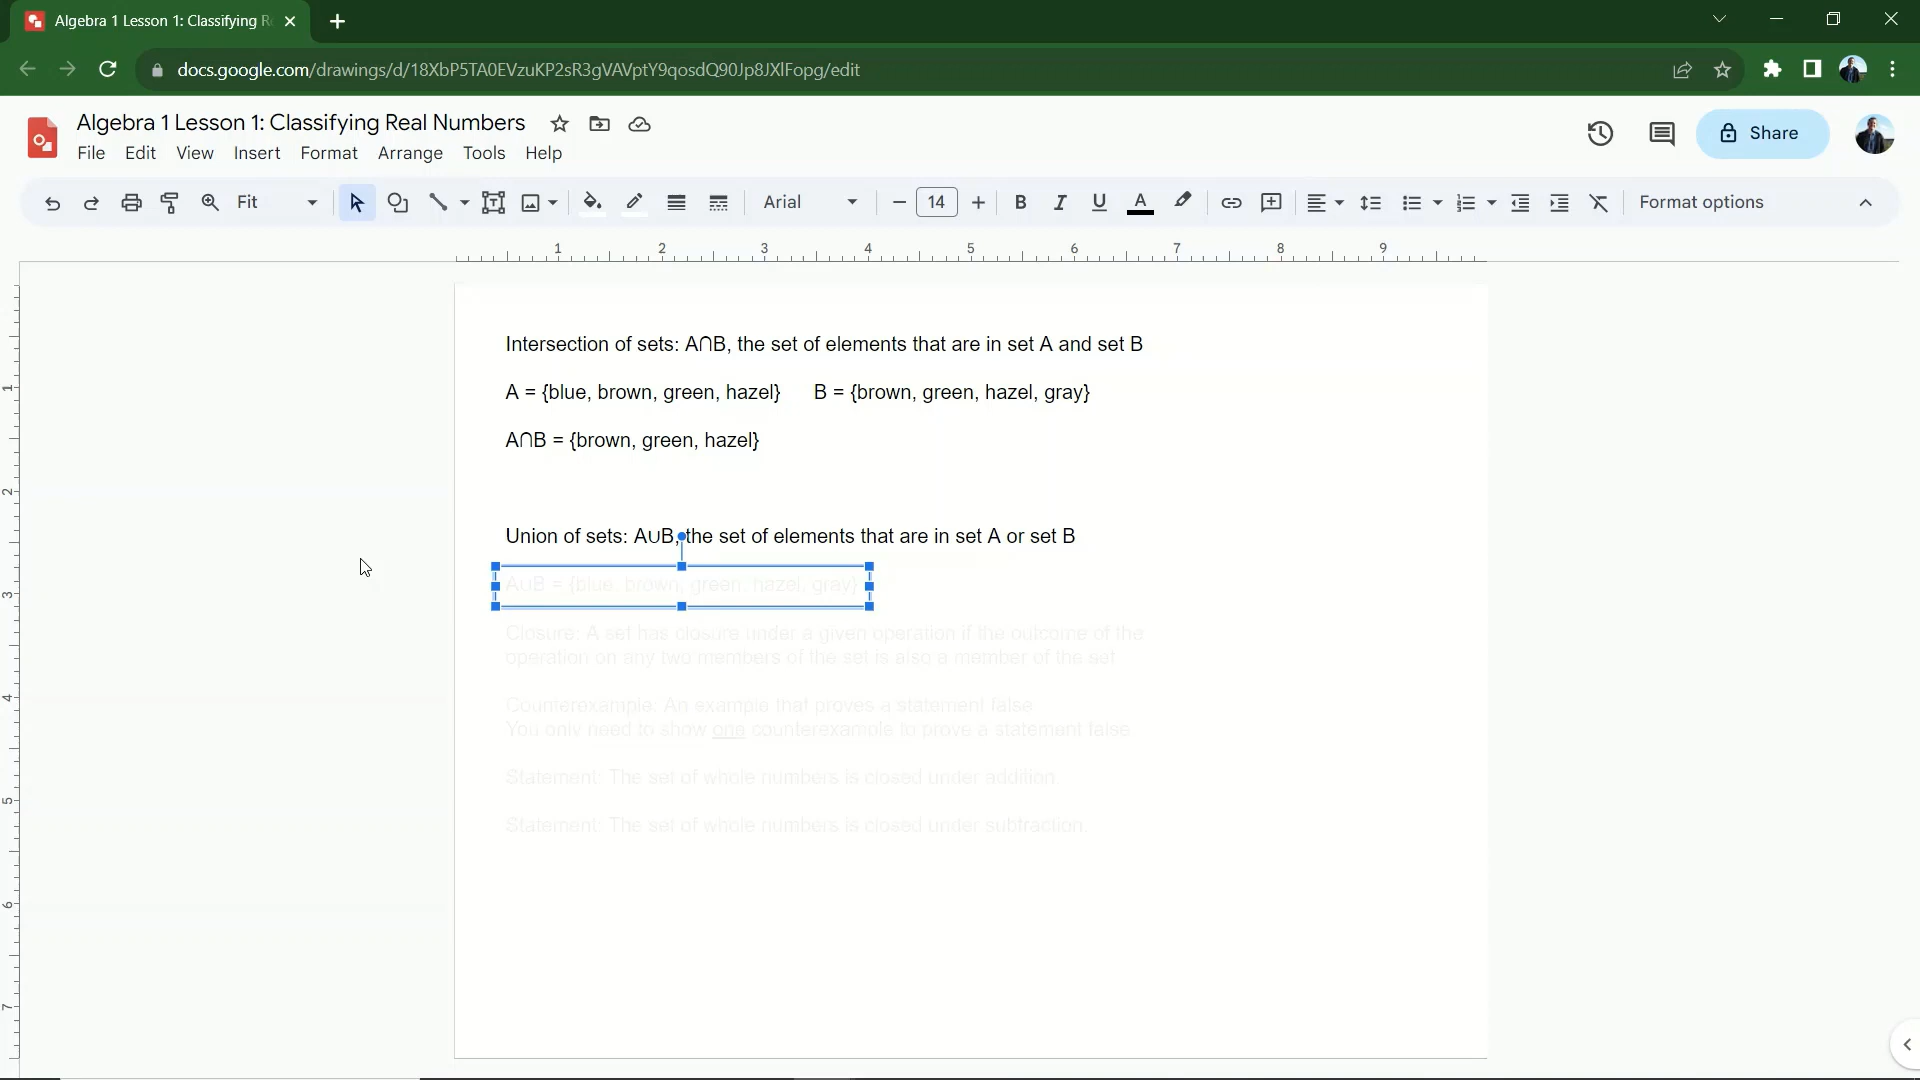 Algebra 1 Lesson 1: Classifying R
docs.google.com/drawings/d/18XbP5TA0EVzuKP2sR3gVAVptY9qosdQ90Jp8JXlFopg/edit
Algebra 1 Lesson 1: Classifying Real Numbers
File Edit View Insert Format Arrange Tools Help
Share
Fit Arial 14 Format options
1 2 3 4 5 6 7 8 9
Intersection of sets: A∩B, the set of elements that are in set A and set B
A = {blue, brown, green, hazel} B = {brown, green, hazel, gray}
A∩B = {brown, green, hazel}
Union of sets: A∪B, the set of elements that are in set A or set B
A∪B = {blue, brown, green, hazel, gray}
Closure: A set has closure under a given operation if the outcome of the
operation on any two members of the set is also a member of the set
Counterexample: An example that proves a statement false
You only need to show one counterexample to prove a statement false
Statement: The set of whole numbers is closed under addition.
Statement: The set of whole numbers is closed under subtraction.
1
2
3
4
5
6
7